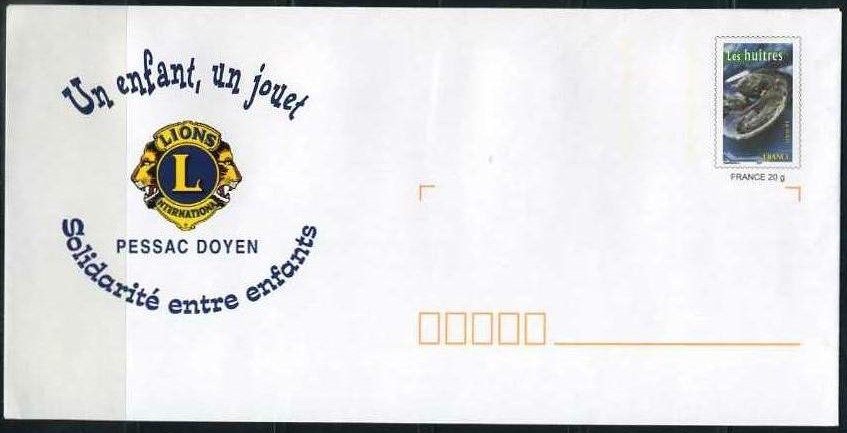 Un enfant, un jouet
LIONS
L
INTERNATIONAL
PESSAC DOYEN
Solidarité entre enfants
Les huîtres
FRANCE
FRANCE 20 g